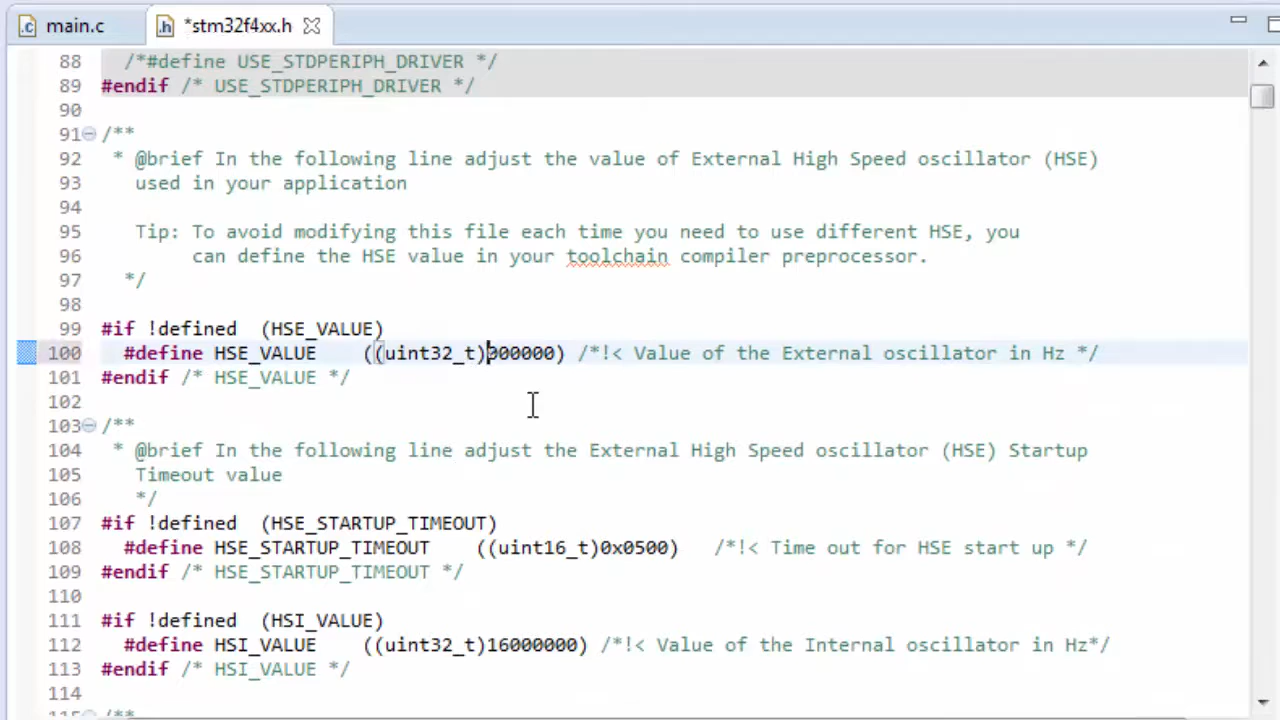 main.c
*stm32f4xx.h
88 /*#define USE_STDPERIPH_DRIVER */
89 #endif /* USE_STDPERIPH_DRIVER */
90
91 /**
92 * @brief In the following line adjust the value of External High Speed oscillator (HSE)
93 used in your application
94
95 Tip: To avoid modifying this file each time you need to use different HSE, you
96 can define the HSE value in your toolchain compiler preprocessor.
97 */
98
99 #if !defined (HSE_VALUE)
100 #define HSE_VALUE ((uint32_t)000000) /*!< Value of the External oscillator in Hz */
101 #endif /* HSE_VALUE */
102
103 /**
104 * @brief In the following line adjust the External High Speed oscillator (HSE) Startup
105 Timeout value
106 */
107 #if !defined (HSE_STARTUP_TIMEOUT)
108 #define HSE_STARTUP_TIMEOUT ((uint16_t)0x0500) /*!< Time out for HSE start up */
109 #endif /* HSE_STARTUP_TIMEOUT */
110
111 #if !defined (HSI_VALUE)
112 #define HSI_VALUE ((uint32_t)16000000) /*!< Value of the Internal oscillator in Hz*/
113 #endif /* HSI_VALUE */
114
115 /**